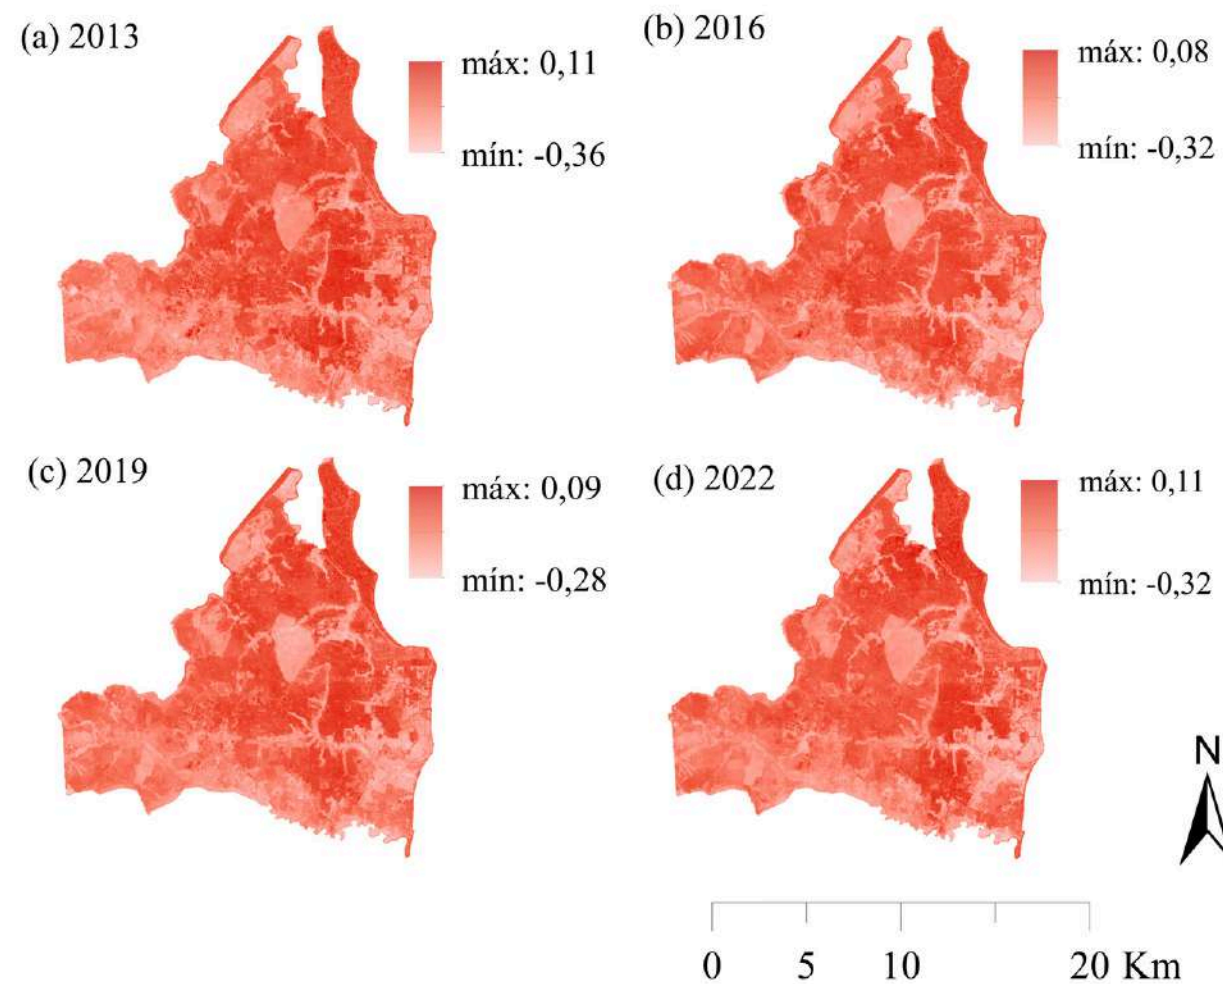 (a) 2013
máx: 0,11
mín: -0,36
(b) 2016
máx: 0,08
mín: -0,32
(c) 2019
máx: 0,09
mín: -0,28
(d) 2022
máx: 0,11
mín: -0,32
N
0 5 10 20 Km